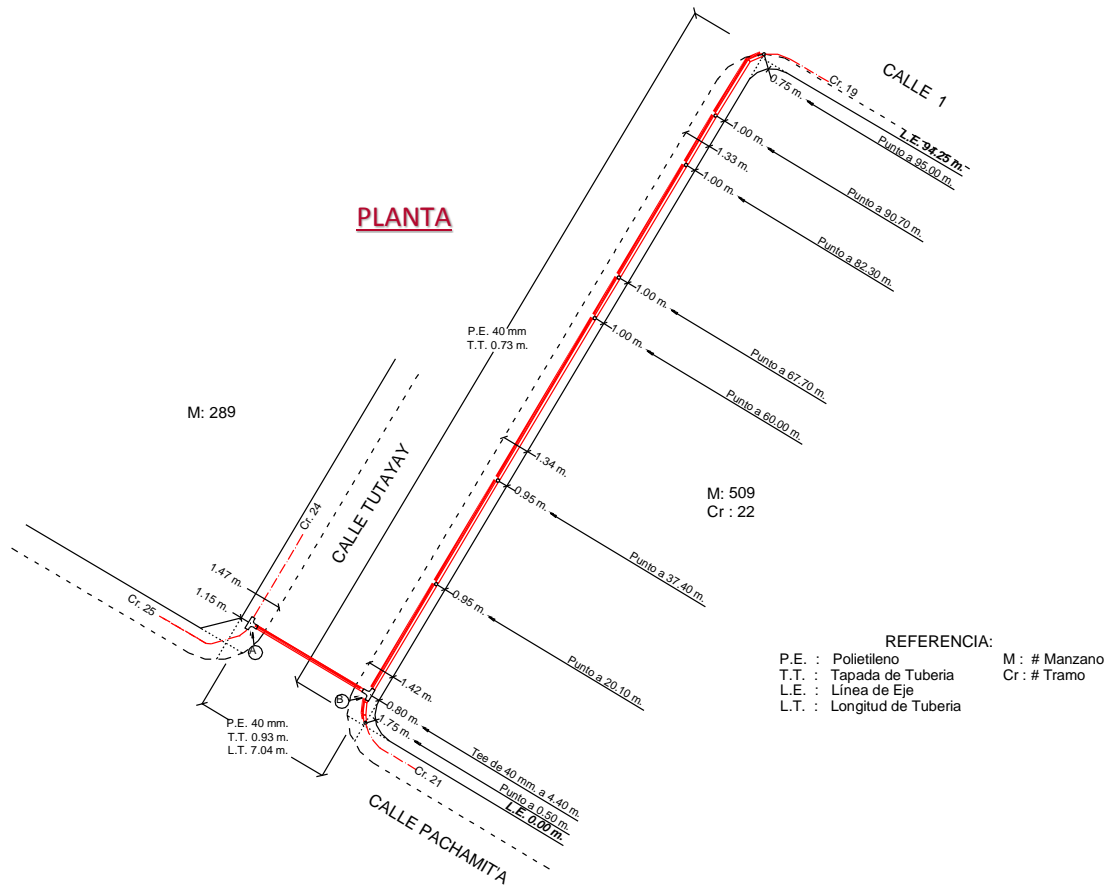 CALLE 1
Cr. 19
0.75 m.
L.E. 94.25 m.
Punto a 95.00 m.
1.00 m.
1.33 m.
Punto a 90.70 m.
1.00 m.
Punto a 82.30 m.
PLANTA
1.00 m.
Punto a 67.70 m.
P.E. 40 mm
T.T. 0.73 m.
1.00 m.
Punto a 60.00 m.
M: 289
CALLE TUTAYAY
1.34 m.
0.95 m.
M: 509
Cr : 22
Punto a 37.40 m.
Cr. 24
1.47 m.
1.15 m.
Cr. 25
A
0.95 m.
Punto a 20.10 m.
1.42 m.
B
0.80 m.
1.75 m.
Tee de 40 mm. a 4.40 m.
Punto a 0.50 m.
L.E. 0.00 m.
P.E. 40 mm.
T.T. 0.93 m.
L.T. 7.04 m.
Cr. 21
CALLE PACHAMIT'A
REFERENCIA:
P.E. : Polietileno M : # Manzano
T.T. : Tapada de Tuberia Cr : # Tramo
L.E. : Línea de Eje
L.T. : Longitud de Tuberia